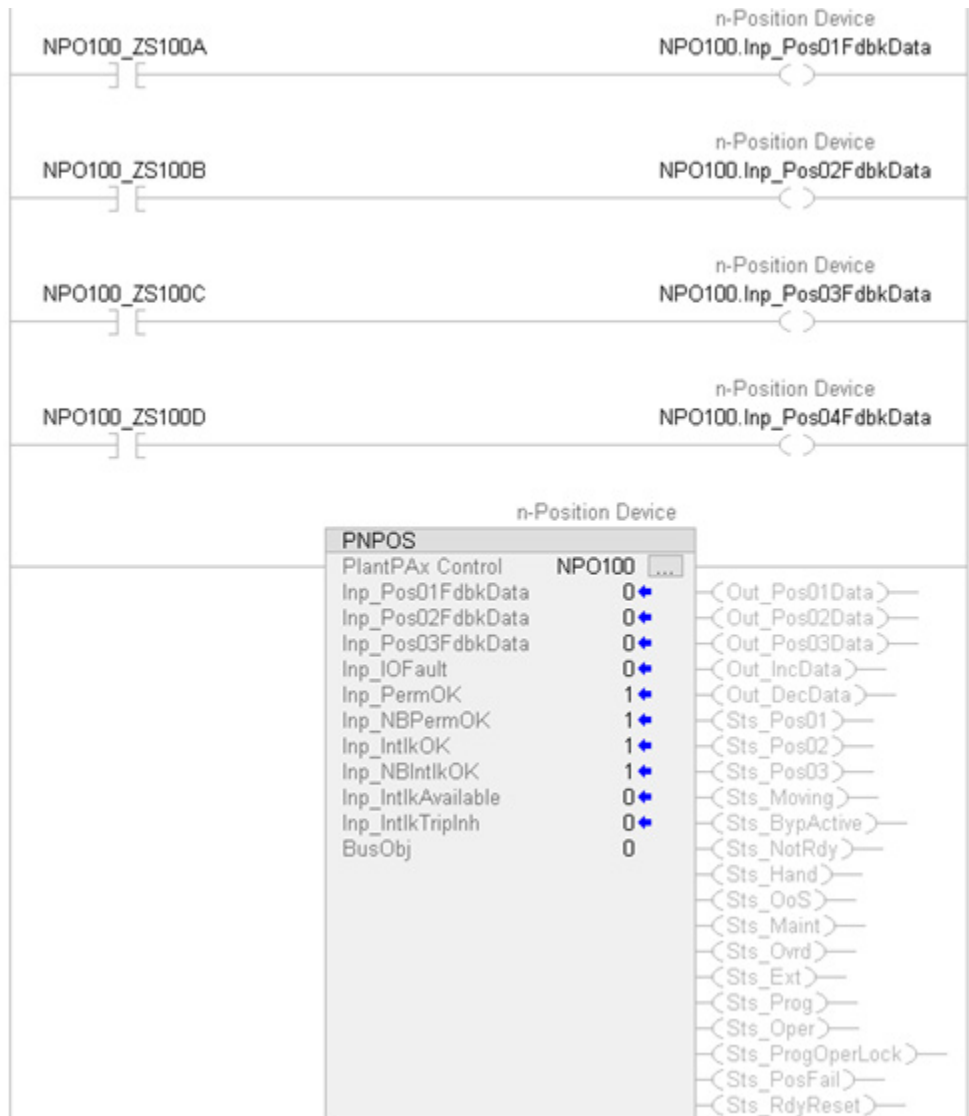 n-Position Device
NPO100_ZS100A NPO100.Inp_Pos01FdbkData
n-Position Device
NPO100_ZS100B NPO100.Inp_Pos02FdbkData
n-Position Device
NPO100_ZS100C NPO100.Inp_Pos03FdbkData
n-Position Device
NPO100_ZS100D NPO100.Inp_Pos04FdbkData
n-Position Device
PNPOS
PlantPAx Control NPO100 ...
Inp_Pos01FdbkData 0 Out_Pos01Data
Inp_Pos02FdbkData 0 Out_Pos02Data
Inp_Pos03FdbkData 0 Out_Pos03Data
Inp_IOFault 0 Out_IncData
Inp_PermOK 1 Out_DecData
Inp_NBPermOK 1 Sts_Pos01
Inp_IntlkOK 1 Sts_Pos02
Inp_NBIntlkOK 1 Sts_Pos03
Inp_IntlkAvailable 0 Sts_Moving
Inp_IntlkTripInh 0 Sts_BypActive
BusObj 0 Sts_NotRdy
Sts_Hand
Sts_OoS
Sts_Maint
Sts_Ovrd
Sts_Ext
Sts_Prog
Sts_Oper
Sts_ProgOperLock
Sts_PosFail
Sts_RdyReset